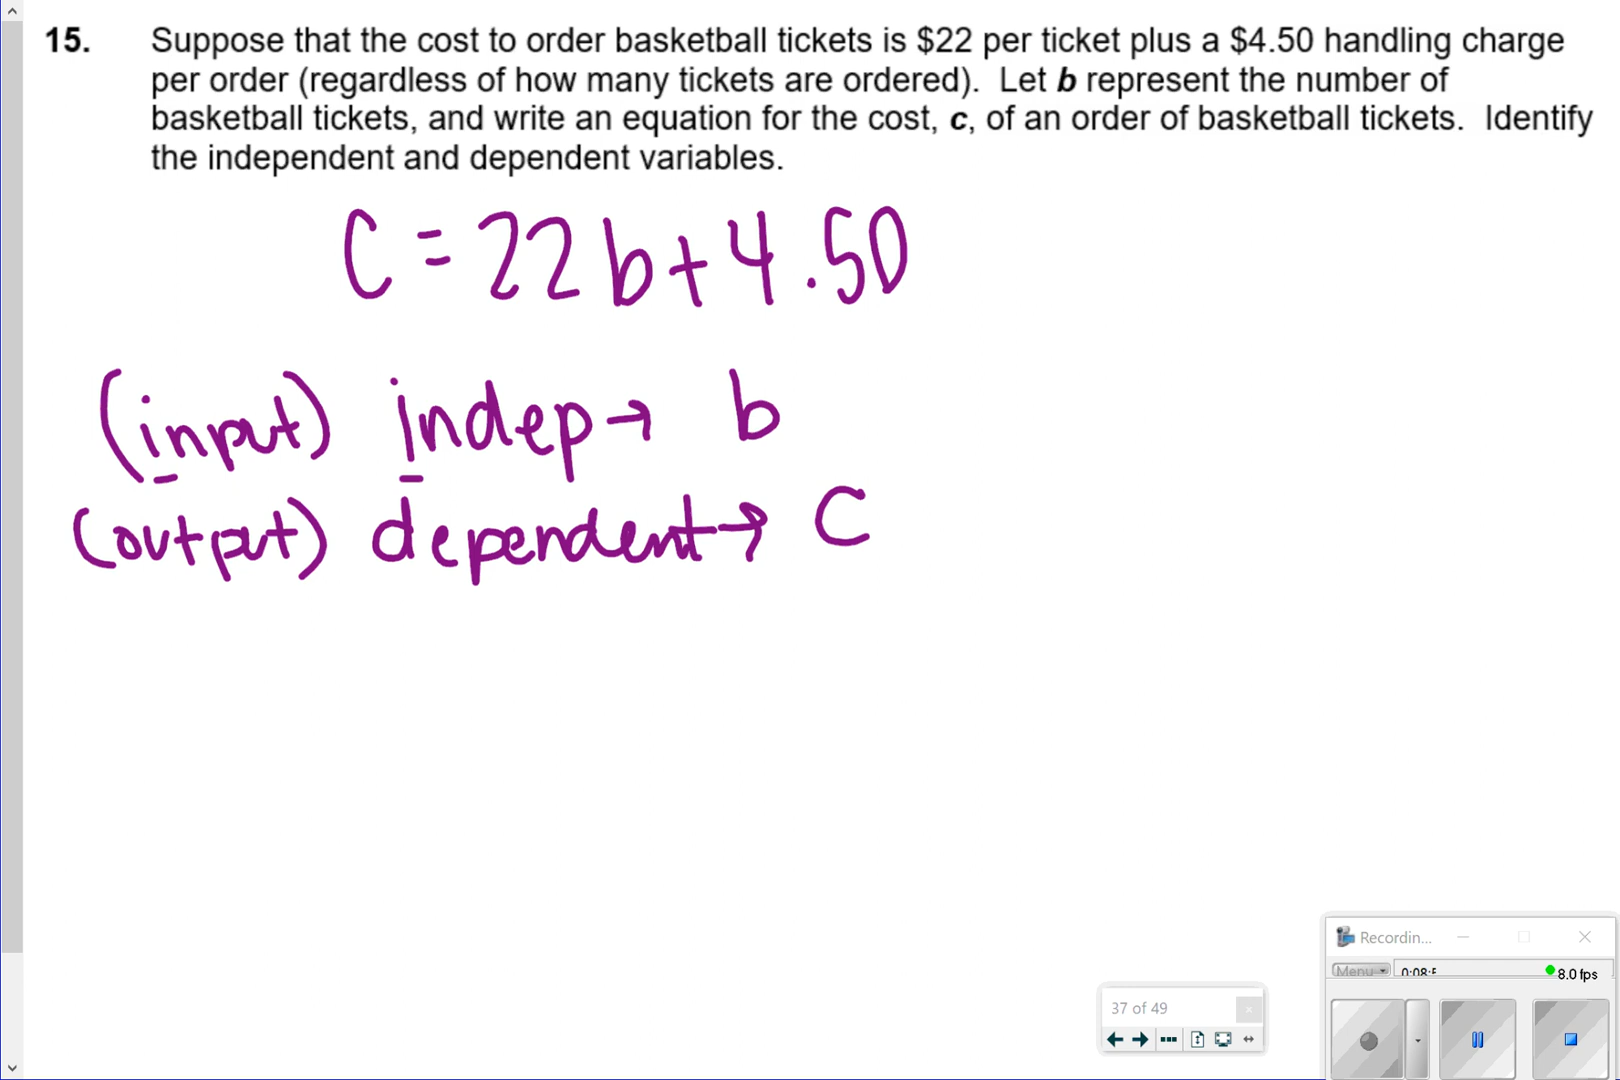 15. Suppose that the cost to order basketball tickets is $22 per ticket plus a $4.50 handling charge
per order (regardless of how many tickets are ordered). Let b represent the number of
basketball tickets, and write an equation for the cost, c, of an order of basketball tickets. Identify
the independent and dependent variables.
C = 22b+4.50
(input) indep→ b
(output) dependent→ C
Recordin...
Menu 0:08:5 8.0 fps
37 of 49